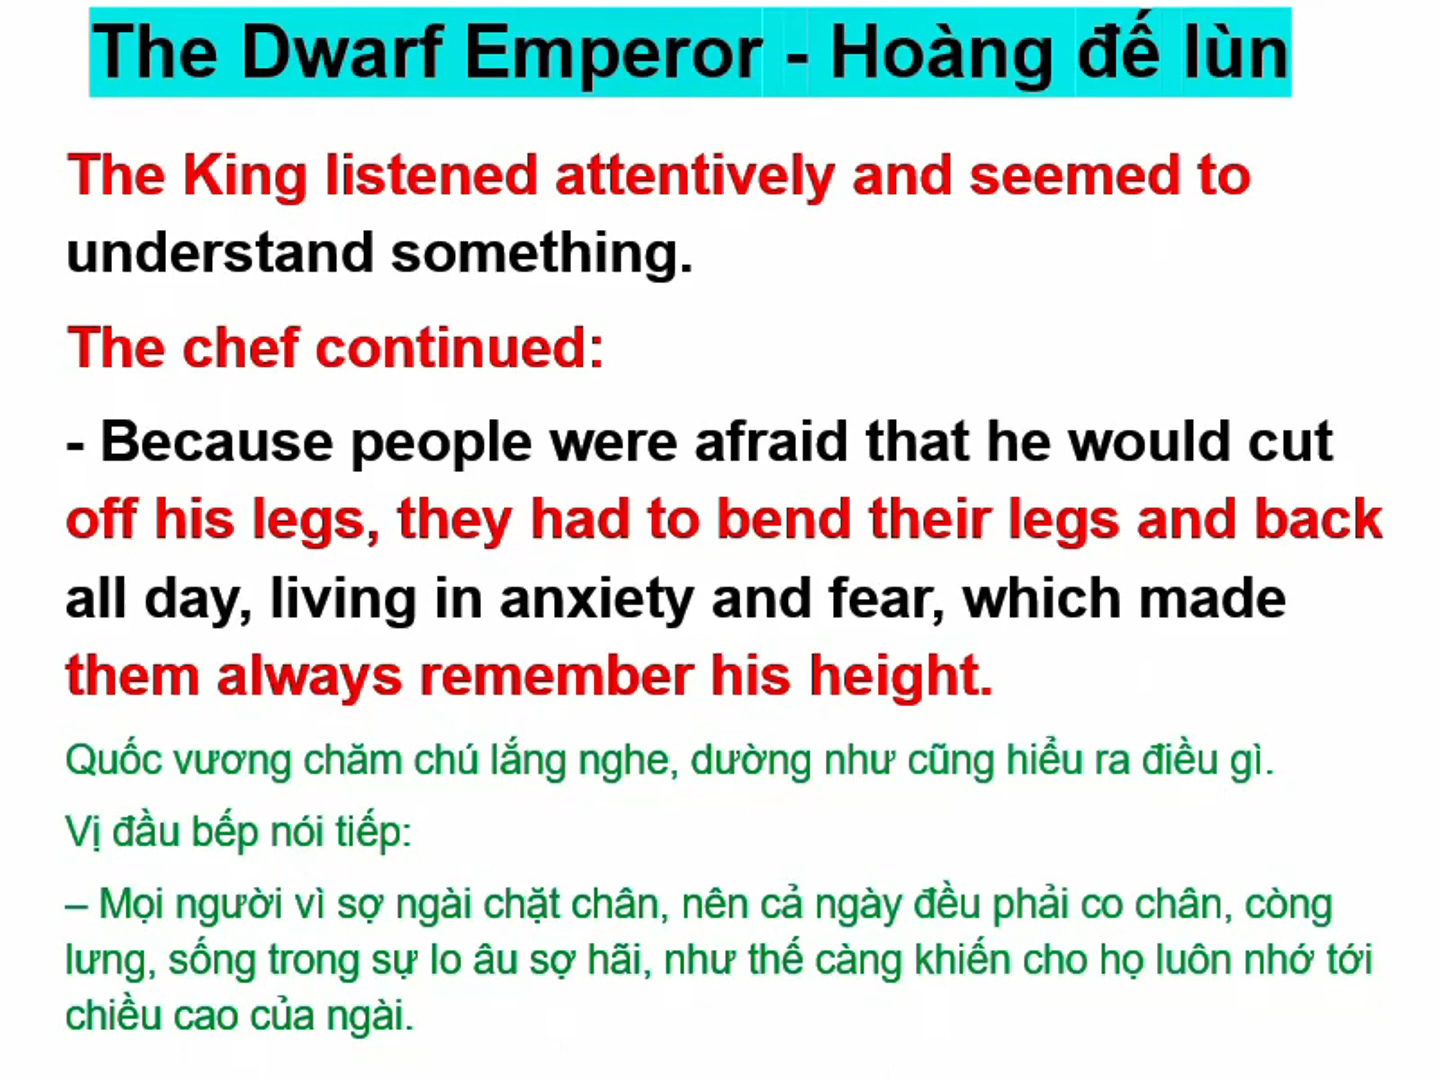 The Dwarf Emperor - Hoàng đế lùn
The King listened attentively and seemed to
understand something.
The chef continued:
- Because people were afraid that he would cut
off his legs, they had to bend their legs and back
all day, living in anxiety and fear, which made
them always remember his height.
Quốc vương chăm chú lắng nghe, dường như cũng hiểu ra điều gì.
Vị đầu bếp nói tiếp:
– Mọi người vì sợ ngài chặt chân, nên cả ngày đều phải co chân, còng
lưng, sống trong sự lo âu sợ hãi, như thế càng khiến cho họ luôn nhớ tới
chiều cao của ngài.